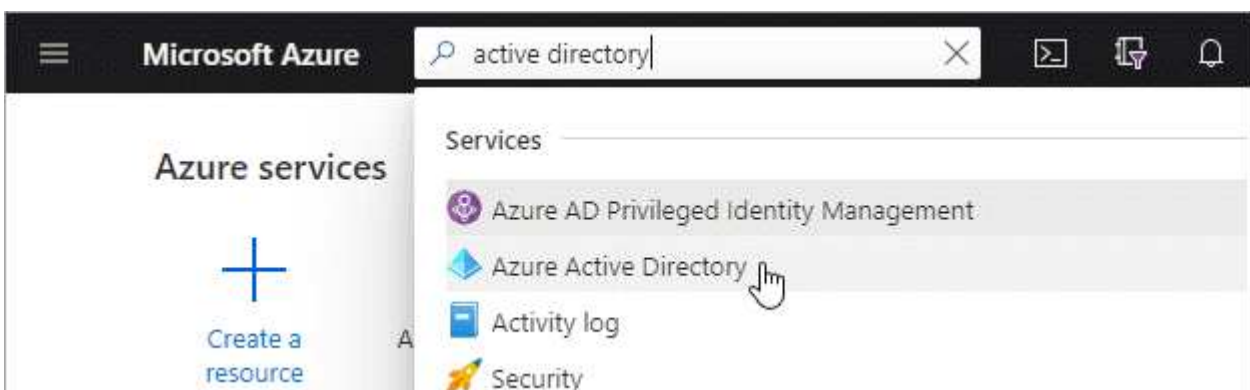 Microsoft Azure
active directory
Azure services
Create a
resource
A
Services
Azure AD Privileged Identity Management
Azure Active Directory
Activity log
Security